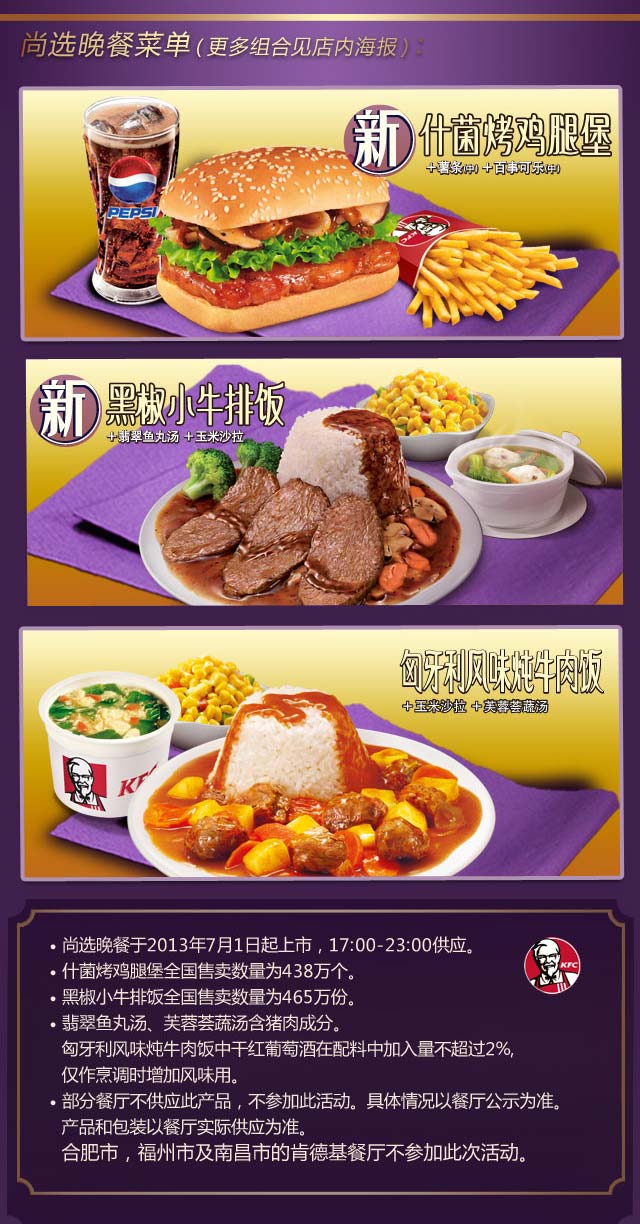 尚选晚餐菜单(更多组合见店内海报):
新 什菌烤鸡腿堡
+薯条(中) +百事可乐(中)
PEPSI
KFC
新 黑椒小牛排饭
+翡翠鱼丸汤 +玉米沙拉
匈牙利风味炖牛肉饭
+玉米沙拉 +芙蓉荟蔬汤
KFC
• 尚选晚餐于2013年7月1日起上市，17:00-23:00供应。
• 什菌烤鸡腿堡全国售卖数量为438万个。
• 黑椒小牛排饭全国售卖数量为465万份。
• 翡翠鱼丸汤、芙蓉荟蔬汤含猪肉成分。
匈牙利风味炖牛肉饭中干红葡萄酒在配料中加入量不超过2%,
仅作烹调时增加风味用。
• 部分餐厅不供应此产品，不参加此活动。具体情况以餐厅公示为准。
产品和包装以餐厅实际供应为准。
合肥市，福州市及南昌市的肯德基餐厅不参加此次活动。
KFC